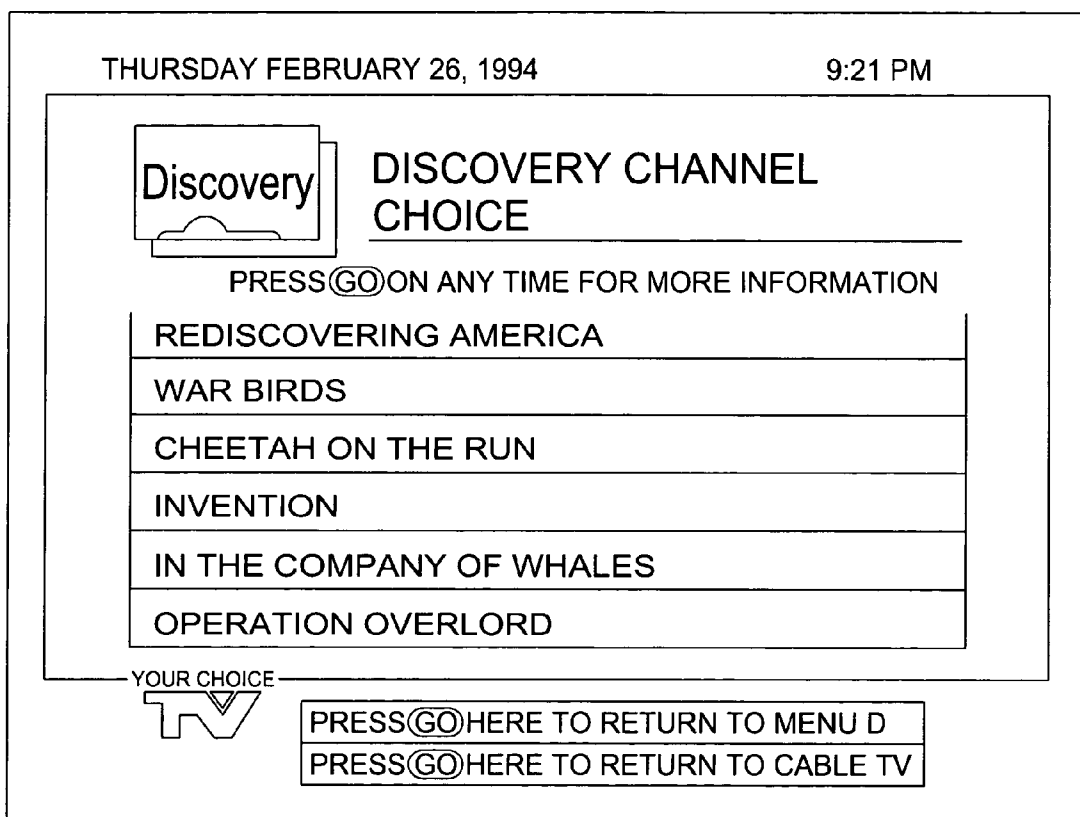 THURSDAY FEBRUARY 26, 1994 9:21 PM
Discovery
DISCOVERY CHANNEL
CHOICE
PRESS GO ON ANY TIME FOR MORE INFORMATION
REDISCOVERING AMERICA
WAR BIRDS
CHEETAH ON THE RUN
INVENTION
IN THE COMPANY OF WHALES
OPERATION OVERLORD
YOUR CHOICE
TV
PRESS GO HERE TO RETURN TO MENU D
PRESS GO HERE TO RETURN TO CABLE TV